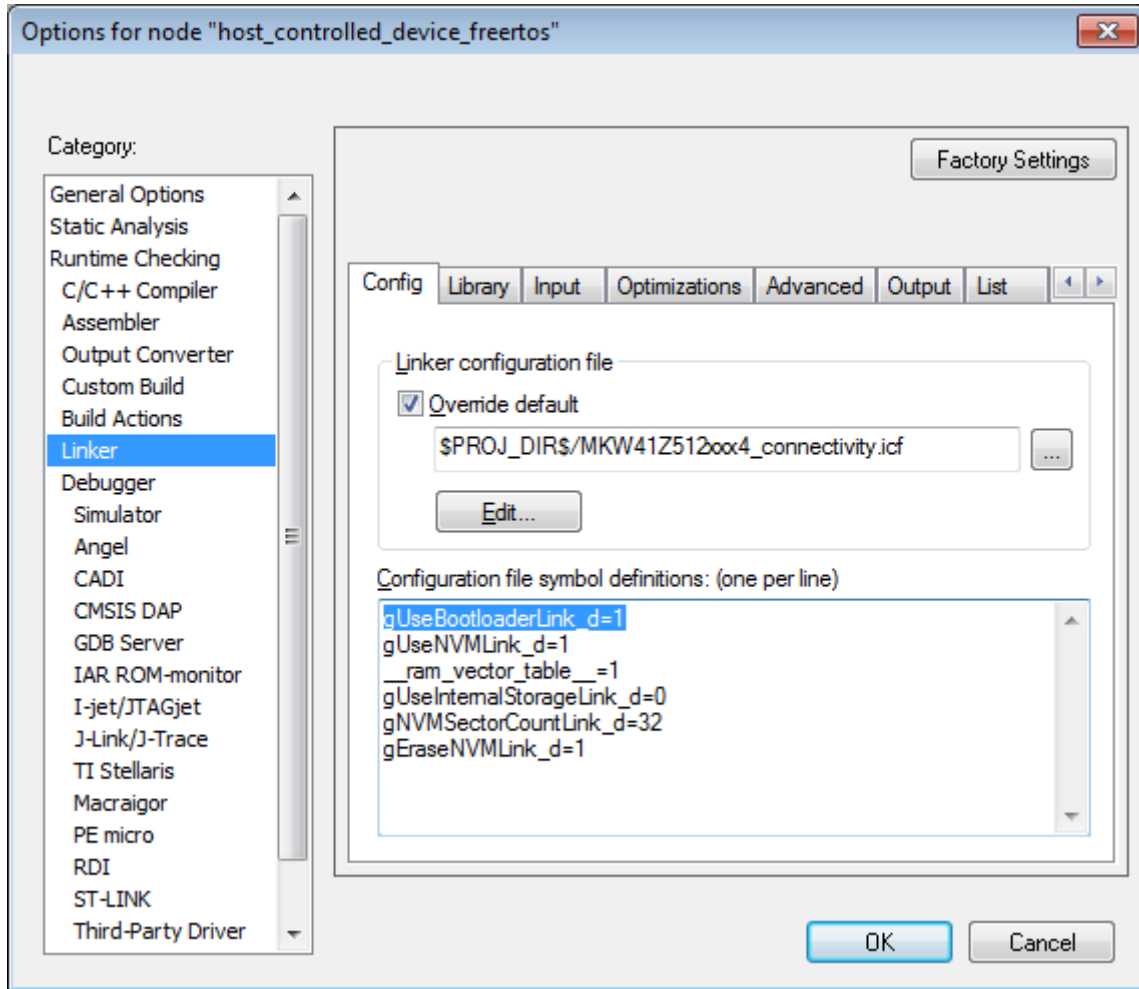 Options for node "host_controlled_device_freertos"
Category:
General Options
Static Analysis
Runtime Checking
C/C++ Compiler
Assembler
Output Converter
Custom Build
Build Actions
Linker
Debugger
Simulator
Angel
CADI
CMSIS DAP
GDB Server
IAR ROM-monitor
I-jet/JTAGjet
J-Link/J-Trace
TI Stellaris
Macraigor
PE micro
RDI
ST-LINK
Third-Party Driver
Factory Settings
Config Library Input Optimizations Advanced Output List
Linker configuration file
Override default
$PROJ_DIR$/MKW41Z512xxx4_connectivity.icf
...
Edit...
Configuration file symbol definitions: (one per line)
gUseBootloaderLink_d=1
gUseNVMLink_d=1
__ram_vector_table__=1
gUseInternalStorageLink_d=0
gNVMSectorCountLink_d=32
gEraseNVMLink_d=1
OK Cancel